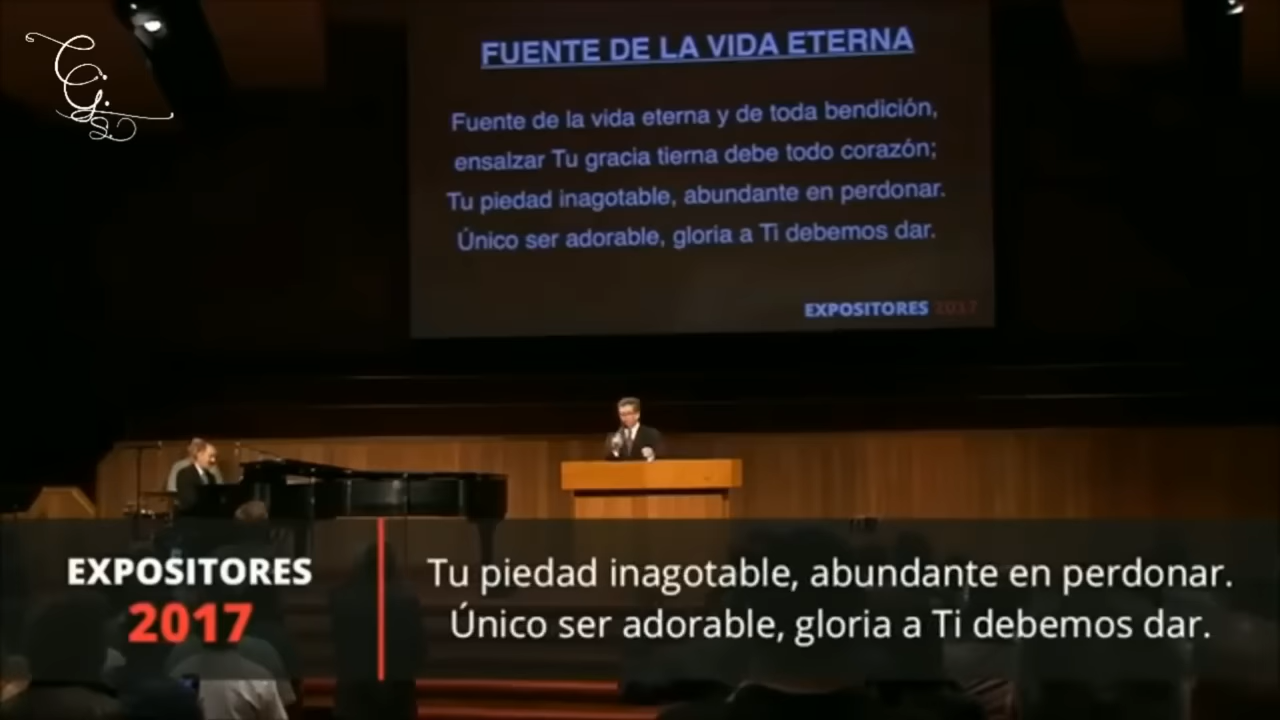 FUENTE DE LA VIDA ETERNA
Fuente de la vida eterna y de toda bendición,
ensalzar Tu gracia tierna debe todo corazón;
Tu piedad inagotable, abundante en perdonar.
Único ser adorable, gloria a Ti debemos dar.
EXPOSITORES 2017
EXPOSITORES
2017
Tu piedad inagotable, abundante en perdonar.
Único ser adorable, gloria a Ti debemos dar.